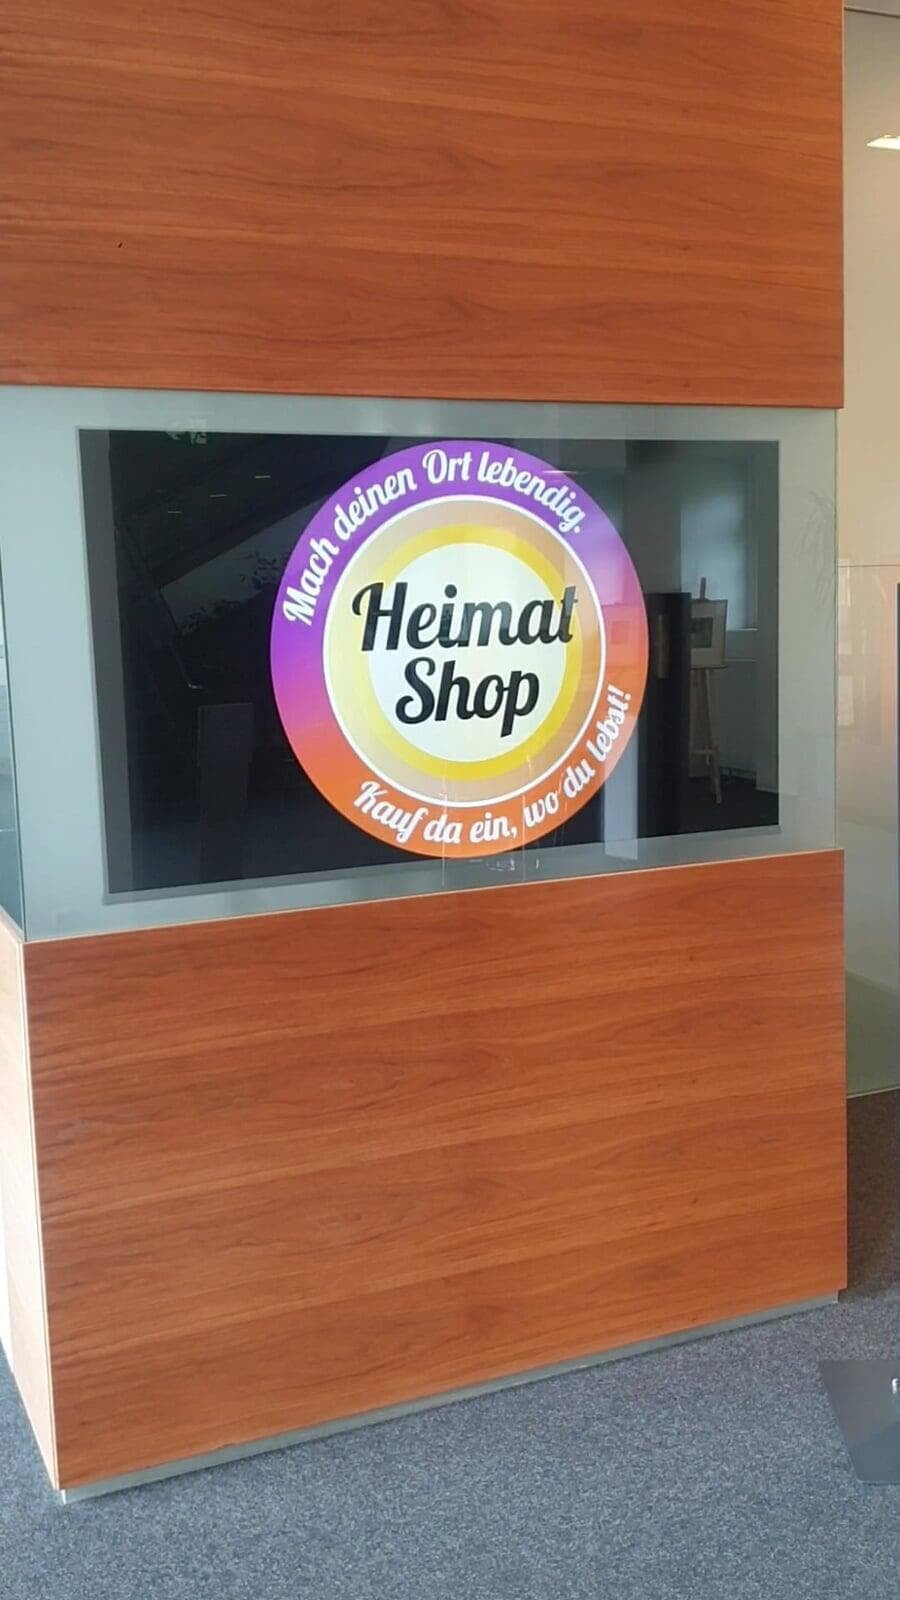 Mach deinen Ort lebendig.
Heimat
Shop
Kauf da ein, wo du lebst!